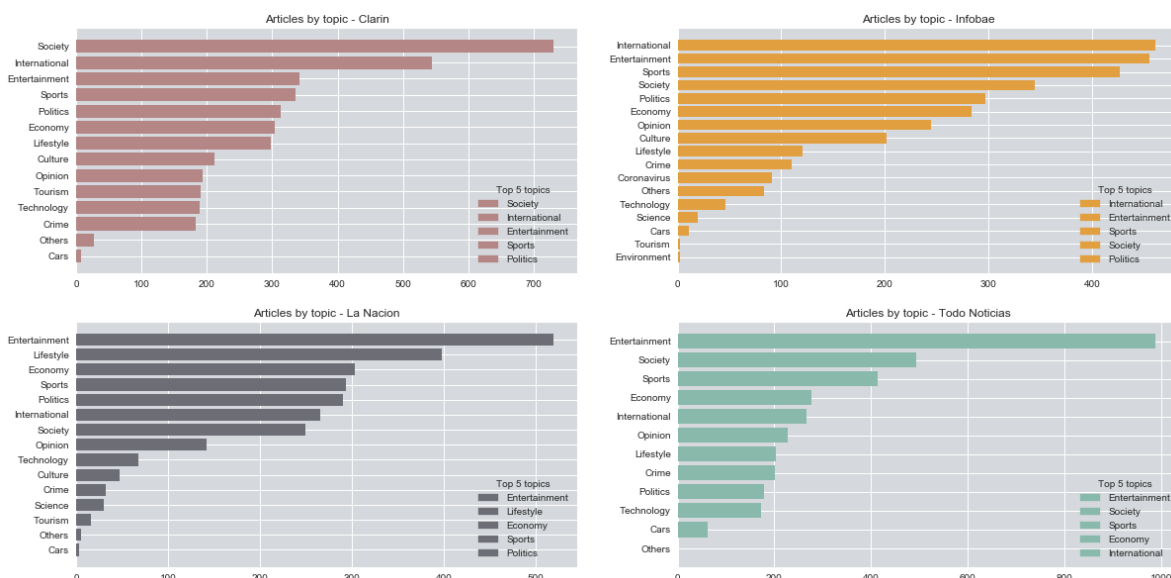 Articles by topic - Clarin
Society
International
Entertainment
Sports
Politics
Economy
Lifestyle
Culture
Opinion
Tourism
Technology
Crime
Others
Cars
Top 5 topics
Society
International
Entertainment
Sports
Politics
0 100 200 300 400 500 600 700
Articles by topic - Infobae
International
Entertainment
Sports
Society
Politics
Economy
Opinion
Culture
Lifestyle
Crime
Coronavirus
Others
Technology
Science
Cars
Tourism
Environment
Top 5 topics
International
Entertainment
Sports
Society
Politics
0 100 200 300 400
Articles by topic - La Nacion
Entertainment
Lifestyle
Economy
Sports
Politics
International
Society
Opinion
Technology
Culture
Crime
Science
Tourism
Others
Cars
Top 5 topics
Entertainment
Lifestyle
Economy
Sports
Politics
0 100 200 300 400 500
Articles by topic - Todo Noticias
Entertainment
Society
Sports
Economy
International
Opinion
Lifestyle
Crime
Politics
Technology
Cars
Others
Top 5 topics
Entertainment
Society
Sports
Economy
International
0 200 400 600 800 1000